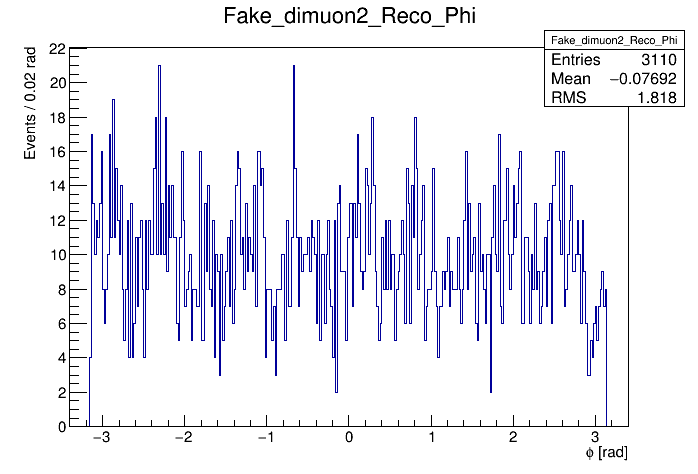 Fake_dimuon2_Reco_Phi
Fake_dimuon2_Reco_Phi
Entries 3110
Mean −0.07692
RMS 1.818
Events / 0.02 rad
22
20
18
16
14
12
10
8
6
4
2
0
−3 −2 −1 0 1 2 3
ϕ [rad]